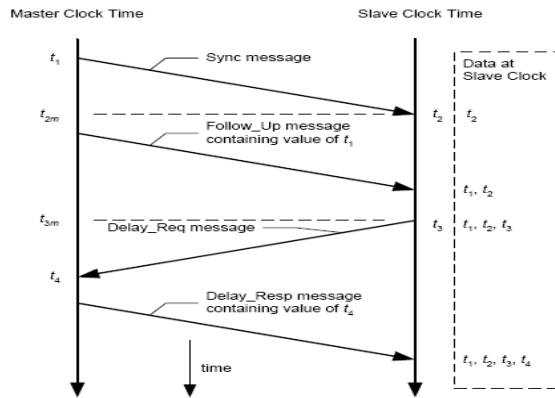 Master Clock Time
Slave Clock Time
t1
Sync message
Data at
Slave Clock
t2m
t2
t2
Follow_Up message
containing value of t1
t1, t2
t3m
t3
t1, t2, t3
Delay_Req message
t4
Delay_Resp message
containing value of t4
time
t1, t2, t3, t4